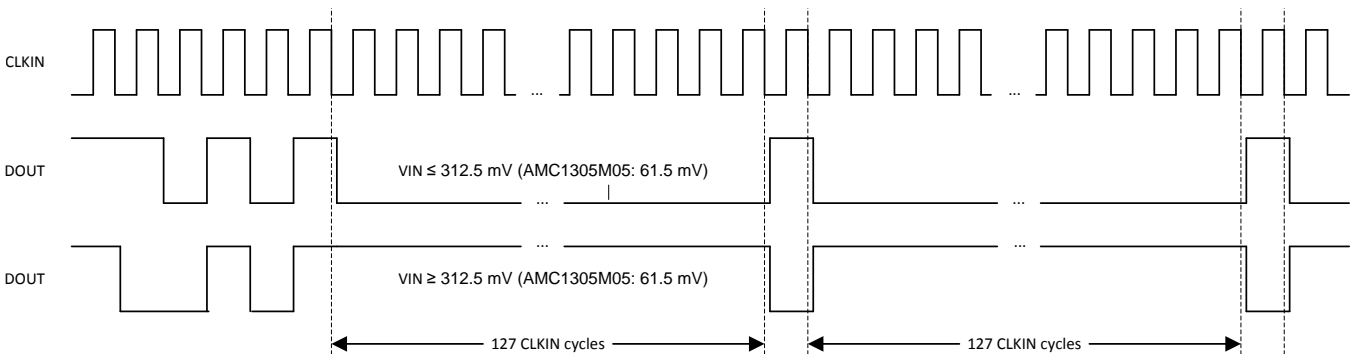 CLKIN
...
...
DOUT
VIN ≤ 312.5 mV (AMC1305M05: 61.5 mV)
...
...
DOUT
...
...
VIN ≥ 312.5 mV (AMC1305M05: 61.5 mV)
127 CLKIN cycles
127 CLKIN cycles